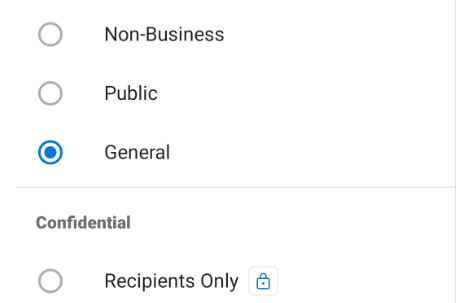 Non-Business
Public
General
Confidential
Recipients Only